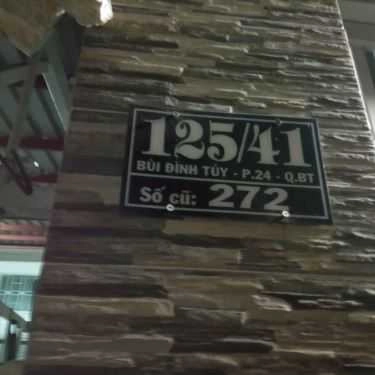 125/41
BÙI ĐÌNH TÚY - P.24 - Q.BT
Số cũ: 272